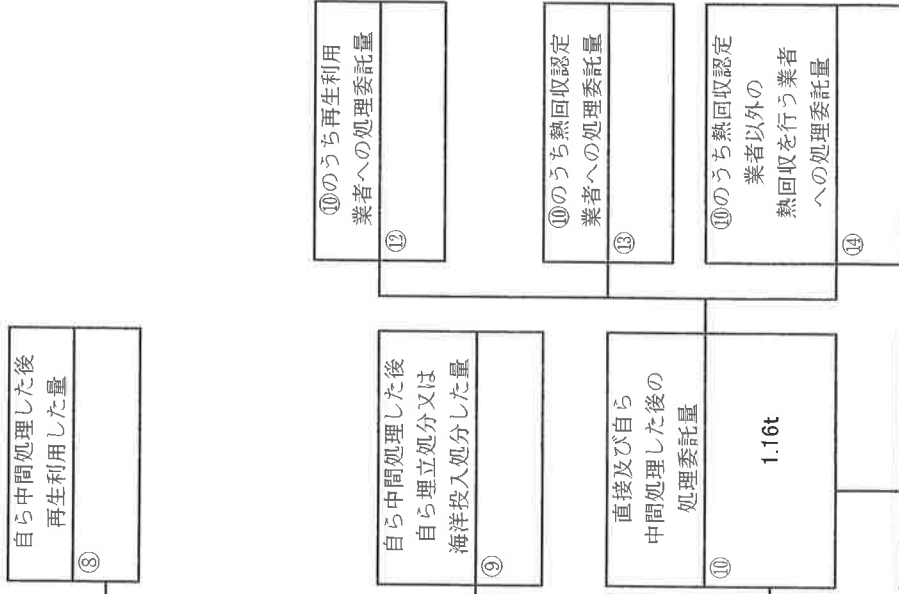 自ら中間処理した後
再生利用した量
⑧
自ら中間処理した後
自ら埋立処分又は
海洋投入処分した量
⑨
直接及び自ら
中間処理した後の
処理委託量
⑩
1.16t
⑩のうち再生利用
業者への処理委託量
⑫
⑩のうち熱回収認定
業者への処理委託量
⑬
⑩のうち熱回収認定
業者以外の
熱回収を行う業者
への処理委託量
⑭